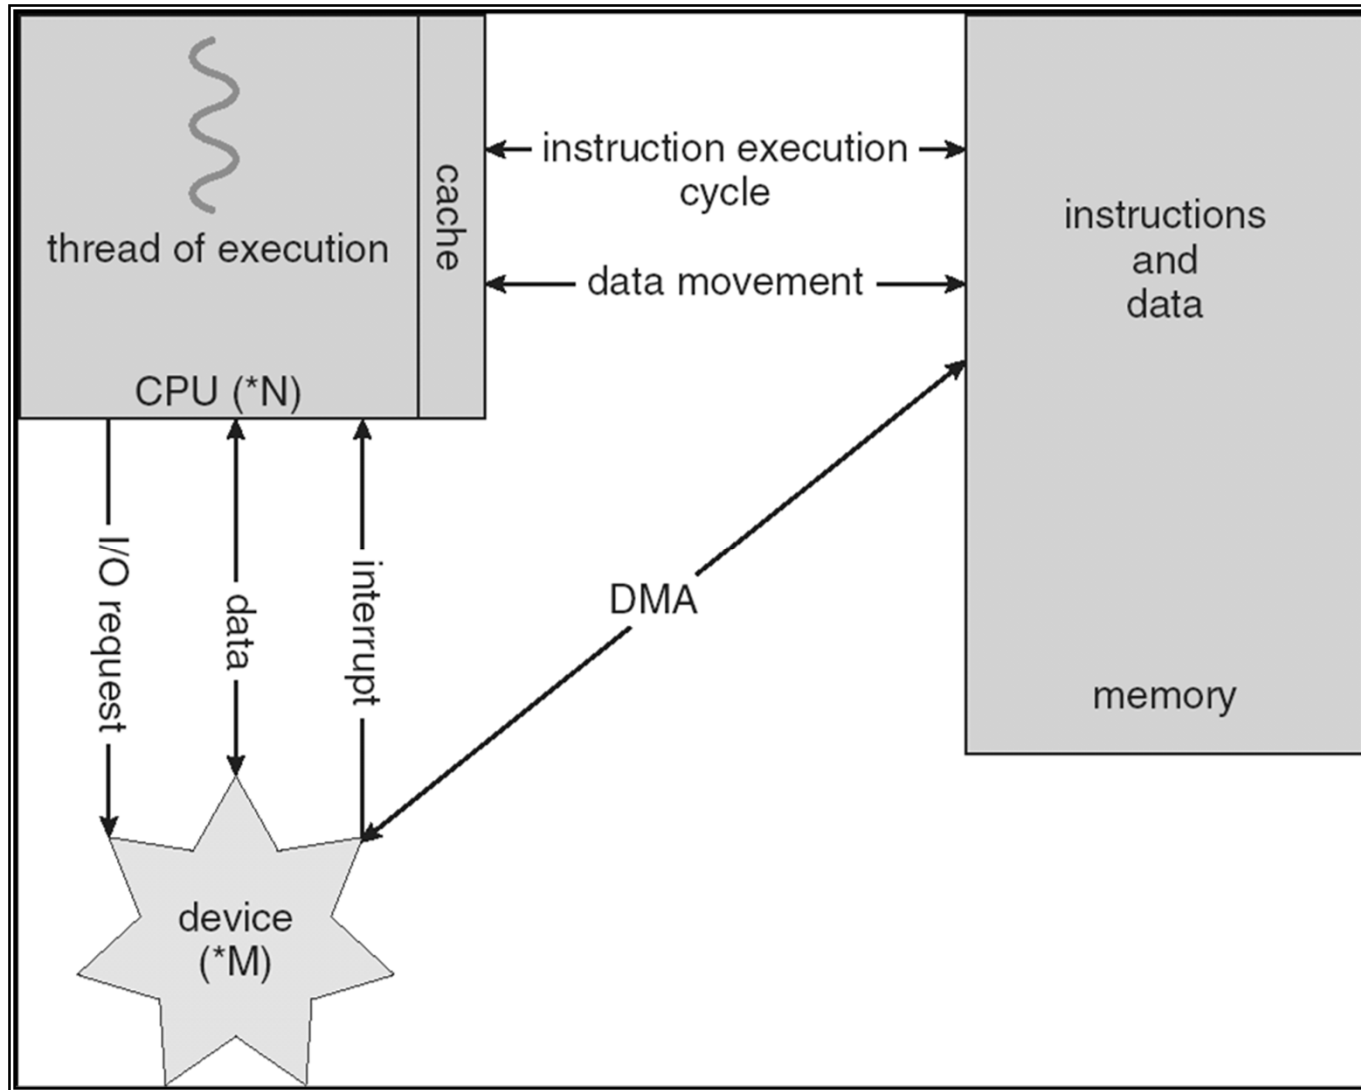 thread of execution
cache
CPU (*N)
instruction execution
cycle
data movement
instructions
and
data
memory
I/O request
data
interrupt
DMA
device
(*M)